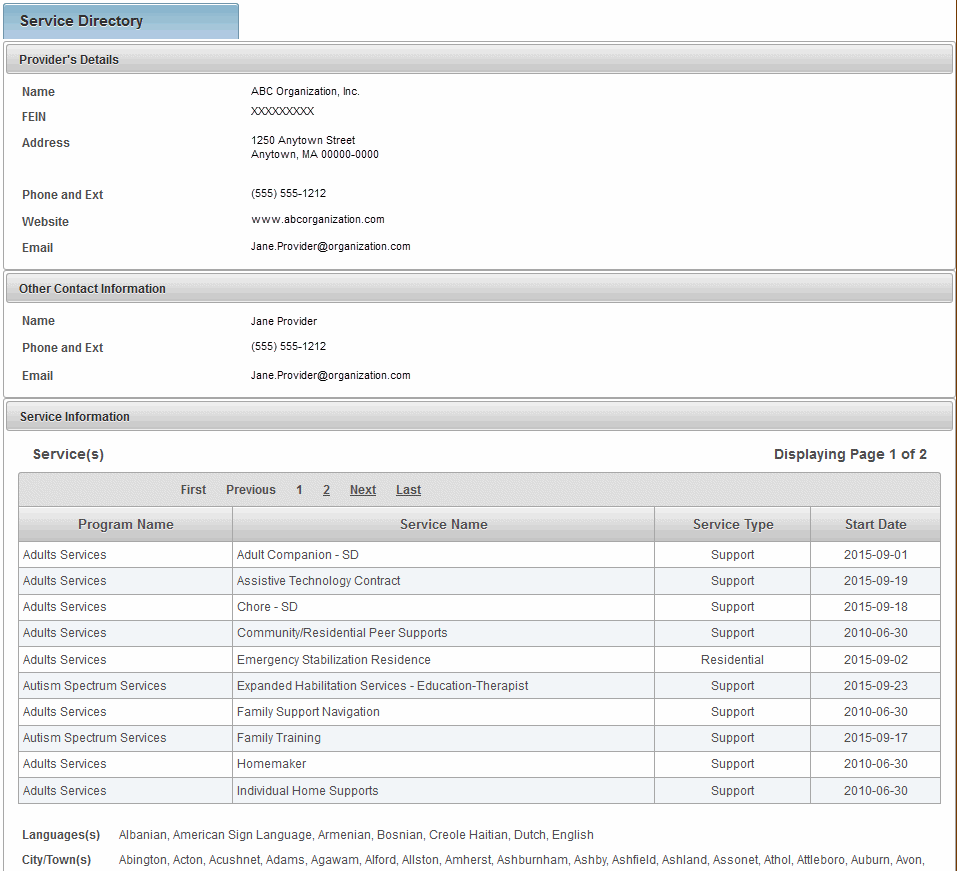 Service Directory
Provider's Details
Name ABC Organization, Inc.
FEIN XXXXXXXXX
Address 1250 Anytown Street
Anytown, MA 00000-0000
Phone and Ext (555) 555-1212
Website www.abcorganization.com
Email Jane.Provider@organization.com
Other Contact Information
Name Jane Provider
Phone and Ext (555) 555-1212
Email Jane.Provider@organization.com
Service Information
Service(s) Displaying Page 1 of 2
First Previous 1 2 Next Last
Program Name Service Name Service Type Start Date
Adults Services Adult Companion - SD Support 2015-09-01
Adults Services Assistive Technology Contract Support 2015-09-19
Adults Services Chore - SD Support 2015-09-18
Adults Services Community/Residential Peer Supports Support 2010-06-30
Adults Services Emergency Stabilization Residence Residential 2015-09-02
Autism Spectrum Services Expanded Habilitation Services - Education-Therapist Support 2015-09-23
Adults Services Family Support Navigation Support 2010-06-30
Autism Spectrum Services Family Training Support 2015-09-17
Adults Services Homemaker Support 2010-06-30
Adults Services Individual Home Supports Support 2010-06-30
Languages(s) Albanian, American Sign Language, Armenian, Bosnian, Creole Haitian, Dutch, English
City/Town(s) Abington, Acton, Acushnet, Adams, Agawam, Alford, Allston, Amherst, Ashburnham, Ashby, Ashfield, Ashland, Assonet, Athol, Attleboro, Auburn, Avon,